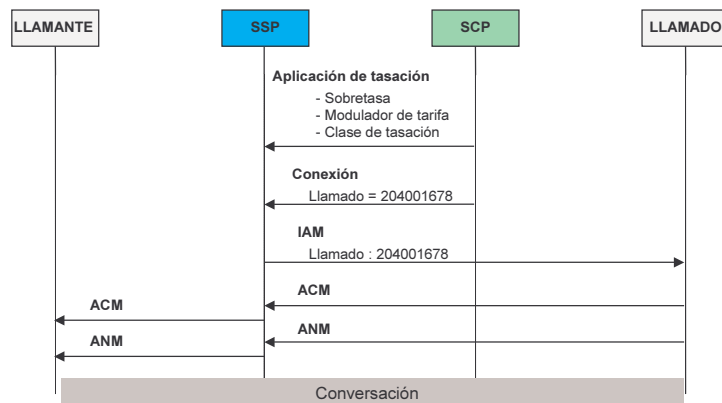 LLAMANTE
SSP
SCP
LLAMADO
Aplicación de tasación
- Sobretasa
- Modulador de tarifa
- Clase de tasación
Conexión
Llamado = 204001678
IAM
Llamado : 204001678
ACM
ACM
ANM
ANM
Conversación